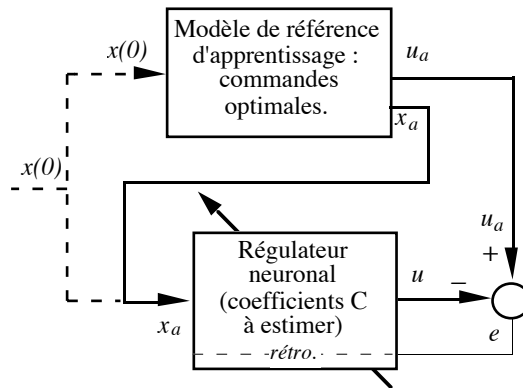 x(0)
Modèle de référence
d'apprentissage :
commandes
optimales.
u_a
x_a
x(0)
u_a
+
Régulateur
neuronal
(coefficients C
à estimer)
rétro.
x_a
u
−
e